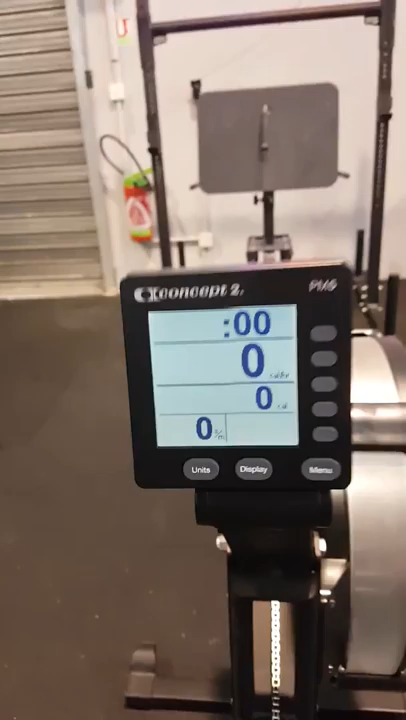 concept 2.
PM5
:00
0 cal/hr
0 cal
0 s/m
Units
Display
Menu